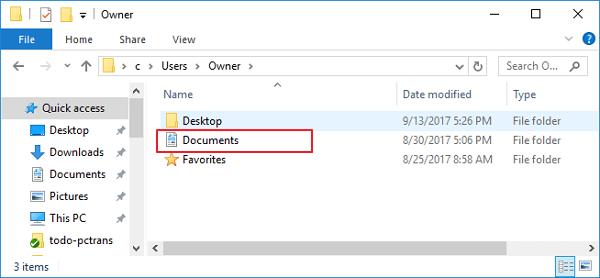 Owner
File Home Share View
c Users Owner
Search O...
Name Date modified Type
Quick access
Desktop
Downloads
Documents
Pictures
This PC
todo-pctrans
Desktop 9/13/2017 5:26 PM File folder
Documents 8/30/2017 5:06 PM File folder
Favorites 8/25/2017 8:58 AM File folder
3 items